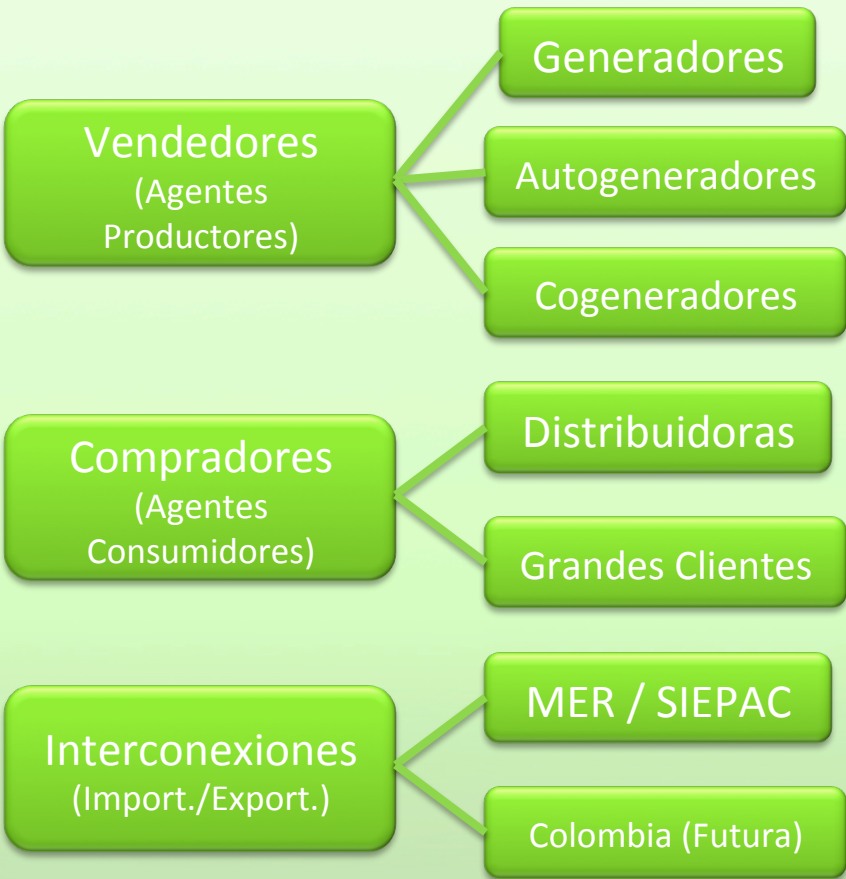 Vendedores
(Agentes
Productores)
Generadores
Autogeneradores
Cogeneradores
Compradores
(Agentes
Consumidores)
Distribuidoras
Grandes Clientes
Interconexiones
(Import./Export.)
MER / SIEPAC
Colombia (Futura)